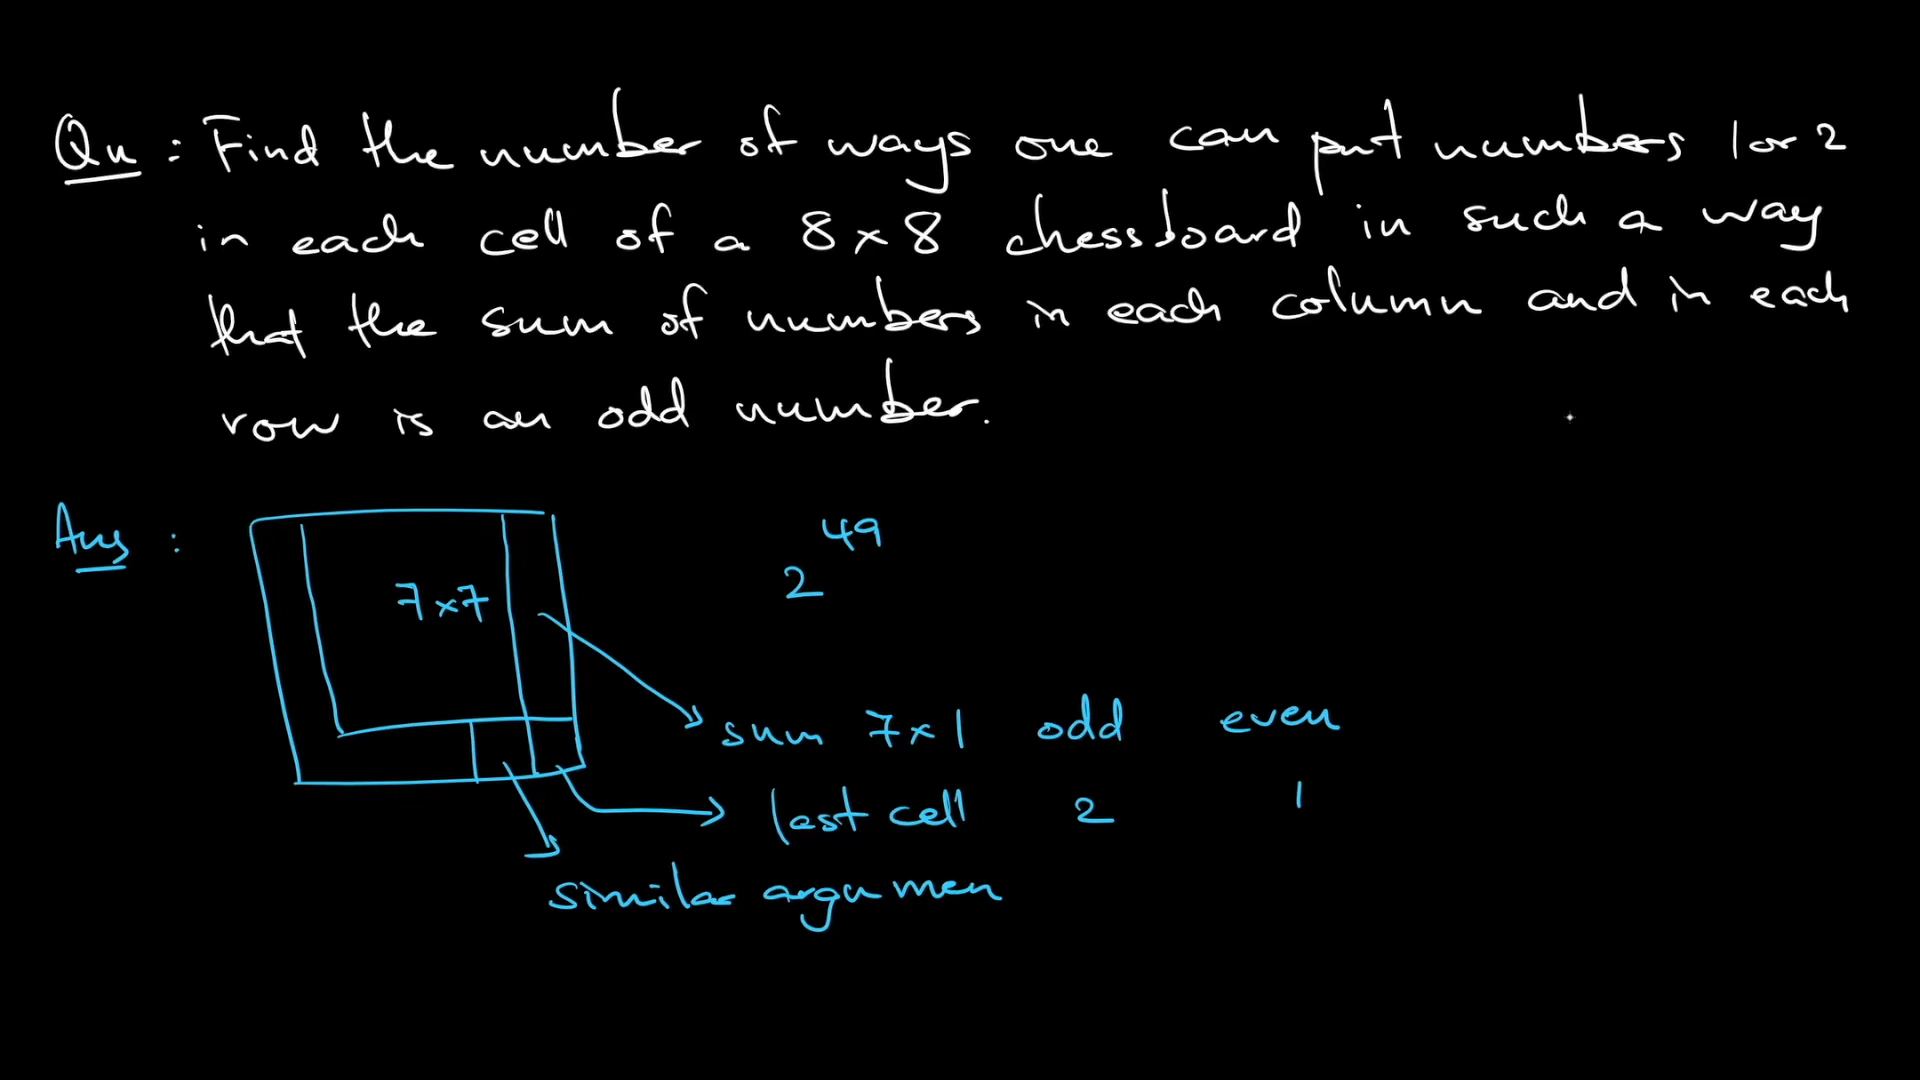 Qu : Find the number of ways one can put numbers 1 or 2
in each cell of a 8 x 8 chessboard in such a way
that the sum of numbers in each column and in each
row is an odd number.
Ans :
7 x 7
2^49
sum 7 x 1 odd even
last cell 2 1
similar argumen